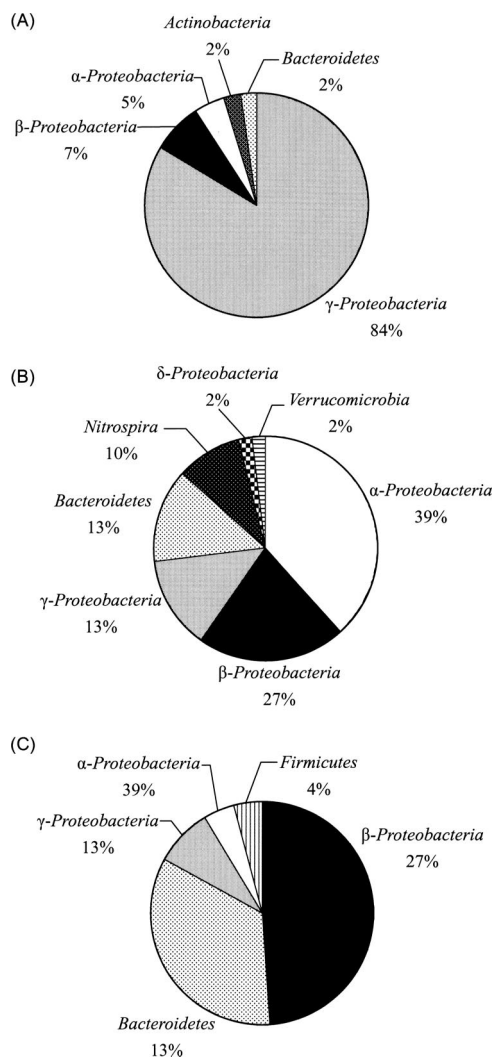 (A)
Actinobacteria
2%
Bacteroidetes
2%
α-Proteobacteria
5%
β-Proteobacteria
7%
γ-Proteobacteria
84%
(B)
δ-Proteobacteria
2%
Verrucomicrobia
2%
Nitrospira
10%
α-Proteobacteria
39%
Bacteroidetes
13%
γ-Proteobacteria
13%
β-Proteobacteria
27%
(C)
α-Proteobacteria
39%
Firmicutes
4%
γ-Proteobacteria
13%
β-Proteobacteria
27%
Bacteroidetes
13%